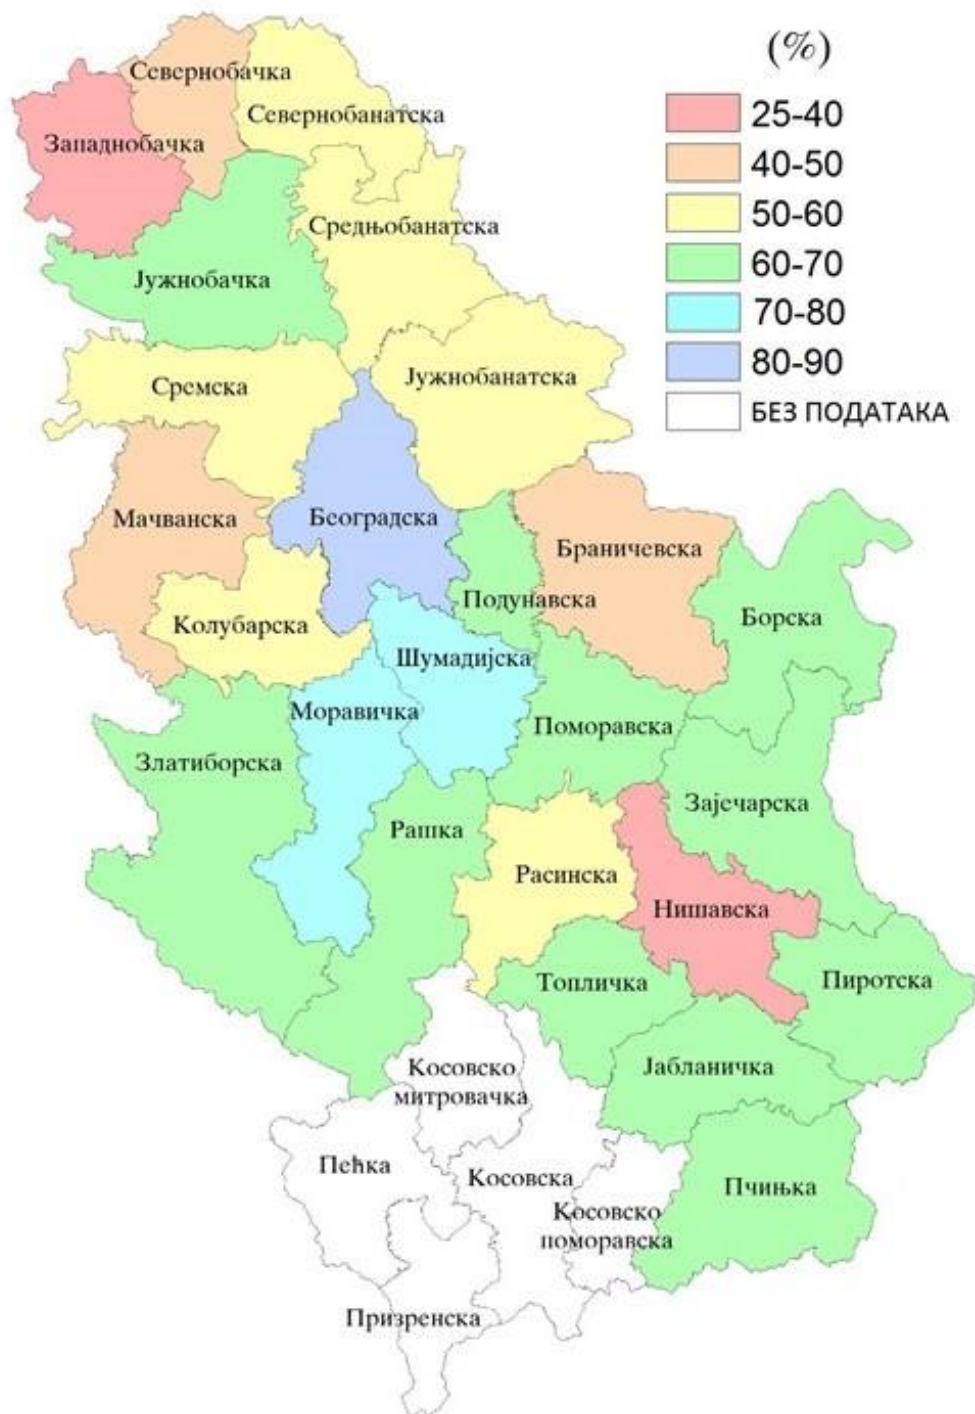 (%)
25-40
40-50
50-60
60-70
70-80
80-90
БЕЗ ПОДАТАКА
Севернобачка
Севернобанатска
Западнобачка
Средњобанатска
Јужнобачка
Јужнобанатска
Сремска
Мачванска
Београдска
Браничевска
Подунавска
Борска
Колубарска
Шумадијска
Моравичка
Поморавска
Златиборска
Зајечарска
Рашка
Расинска
Нишавска
Топличка
Пиротска
Јабланичка
Косовско
митровачка
Пећка
Косовска
Пчињка
Косовско
поморавска
Призренска